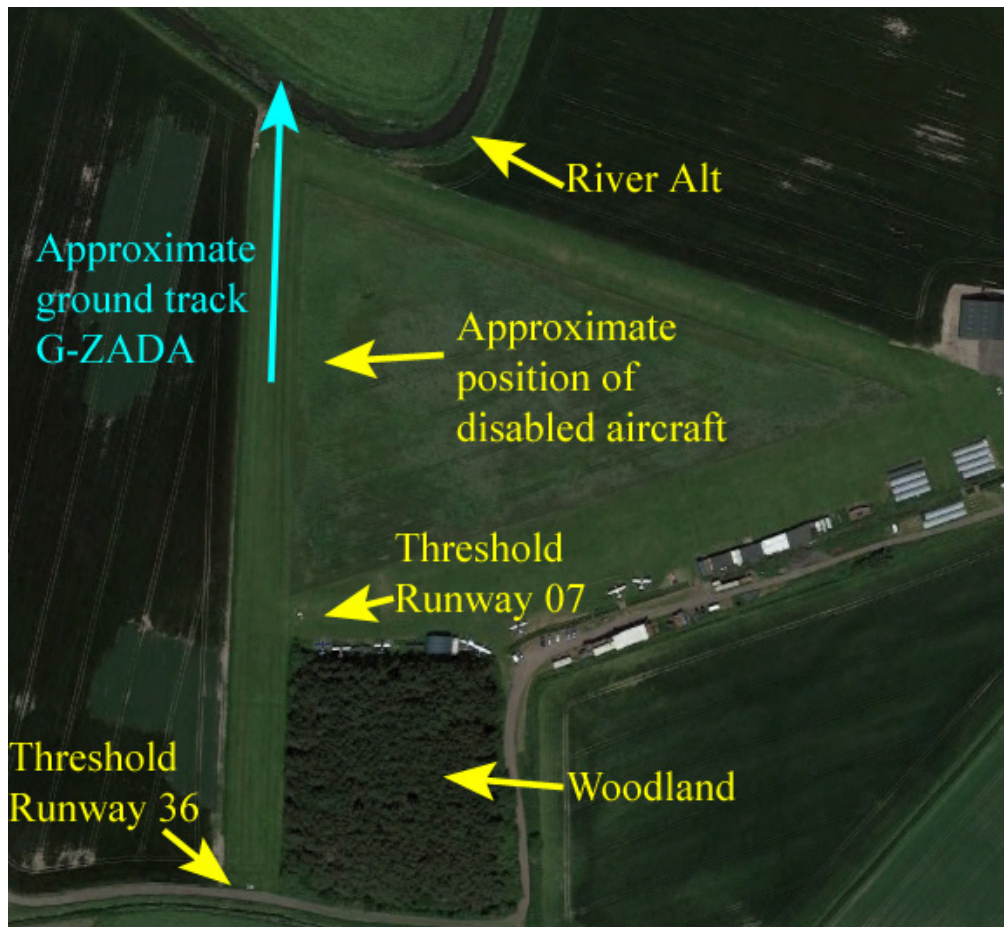 River Alt
Approximate
ground track
G-ZADA
Approximate
position of
disabled aircraft
Threshold
Runway 07
Threshold
Runway 36
Woodland